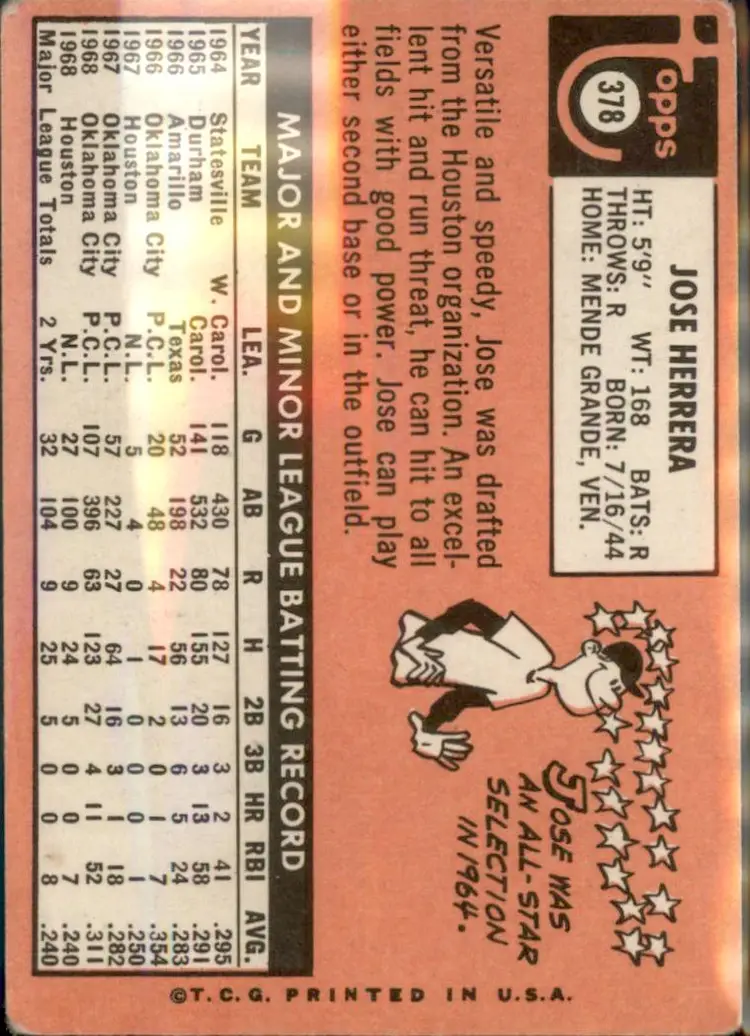 Topps
378
JOSE HERRERA
HT: 5'9" WT: 168 BATS: R
THROWS: R BORN: 7/16/44
HOME: MENDE GRANDE, VEN.
Versatile and speedy, Jose was drafted
from the Houston organization. An excel-
lent hit and run threat, he can hit to all
fields with good power. Jose can play
either second base or in the outfield.
JOSE WAS
AN ALL-STAR
SELECTION
IN 1964.
MAJOR AND MINOR LEAGUE BATTING RECORD
YEAR TEAM LEA. G AB R H 2B 3B HR RBI AVG.
1964 Statesville W. Carol. 118 430 78 127 16 3 2 41 .295
1965 Durham Carol. 141 532 80 155 20 3 13 58 .291
1966 Amarillo Texas 52 198 22 56 13 6 5 24 .283
1966 Oklahoma City P.C.L. 20 48 4 17 2 0 1 7 .354
1967 Houston N.L. 5 4 0 1 0 0 0 1 .250
1967 Oklahoma City P.C.L. 57 227 27 64 16 3 1 18 .282
1968 Oklahoma City P.C.L. 107 396 63 123 27 4 11 52 .311
1968 Houston N.L. 27 100 9 24 5 0 0 7 .240
Major League Totals 2 Yrs. 32 104 9 25 5 0 0 8 .240
©T.C.G. PRINTED IN U.S.A.